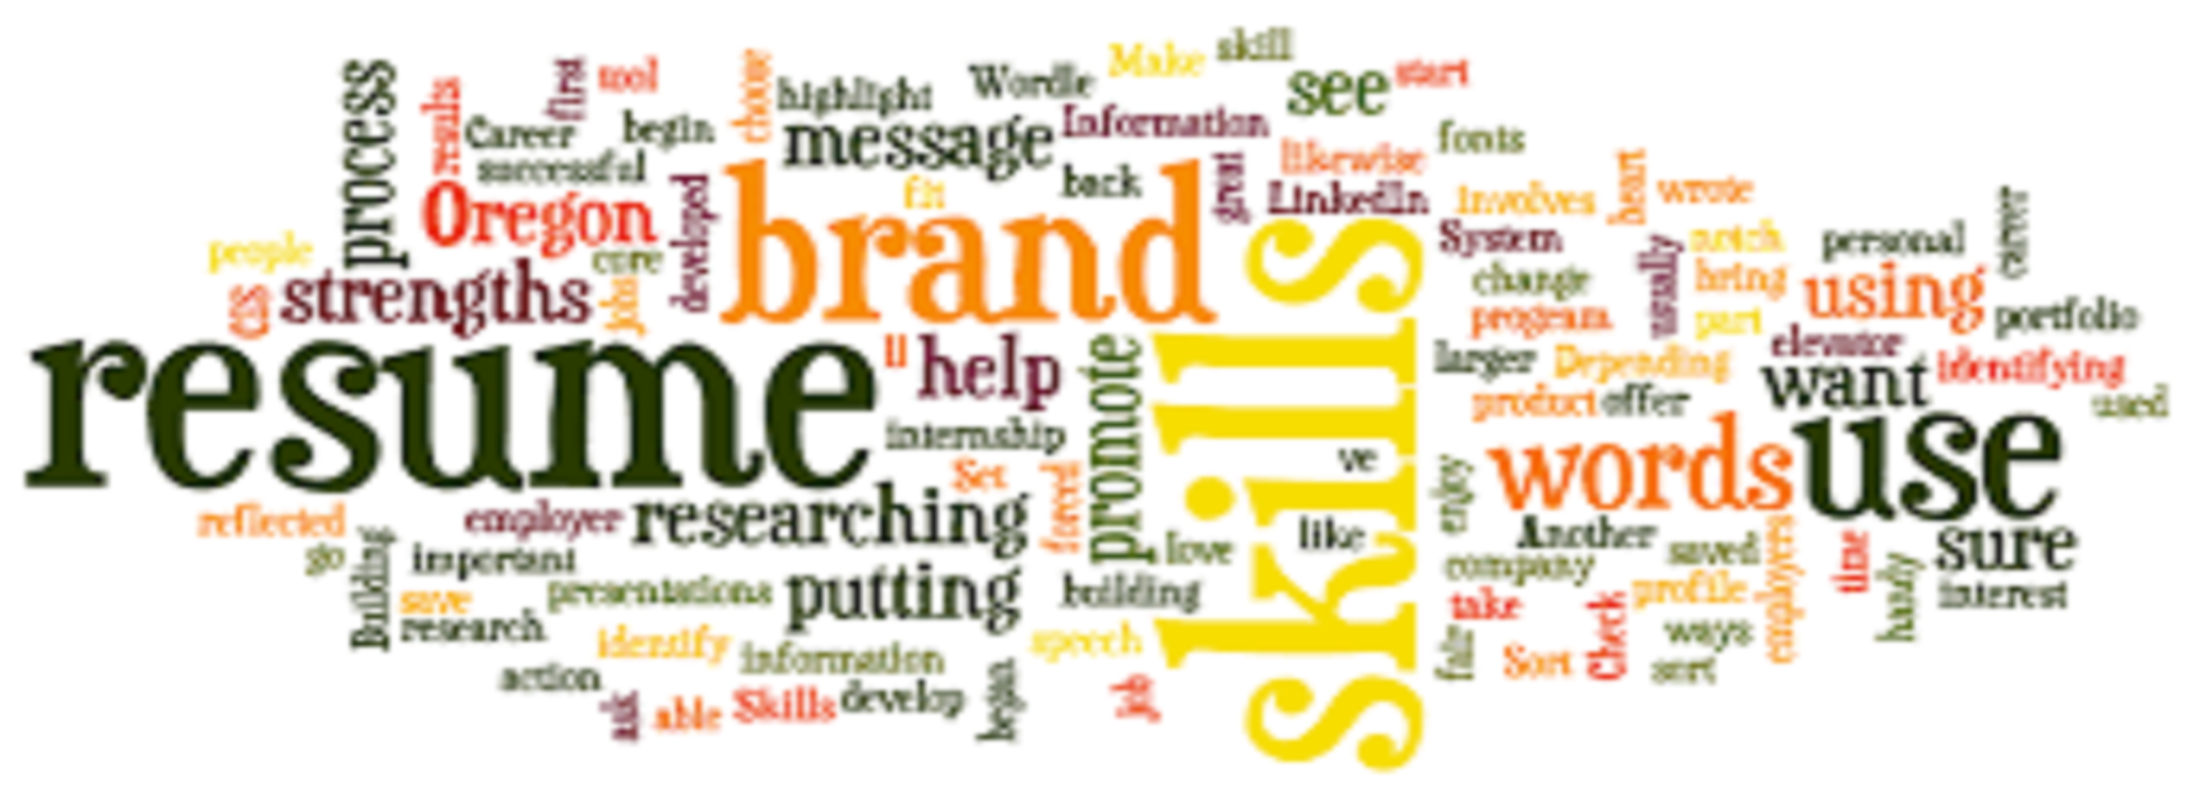 process
results
Career
first
tool
begin
successful
Oregon
core
developed
people
strengths
jobs
choose
highlight
message
Wordle
Make
skill
see
start
Information
back
fit
brand
great
likewise
LinkedIn
fonts
involves
heart
wrote
System
change
program
usually
notch
bring
part
personal
career
using
portfolio
resume
ll
help
internship
promote
skills
ve
like
larger
Depending
product
offer
elevator
want
identifying
used
words
use
reflected
go
Building
employer
important
researching
Set
forced
love
save
research
presentations
putting
building
identify
information
speech
action
ask
able
Skills
develop
began
job
enjoy
Another
company
saved
employers
time
handy
sure
interest
take
fair
Sort
Check
profile
ways
sort